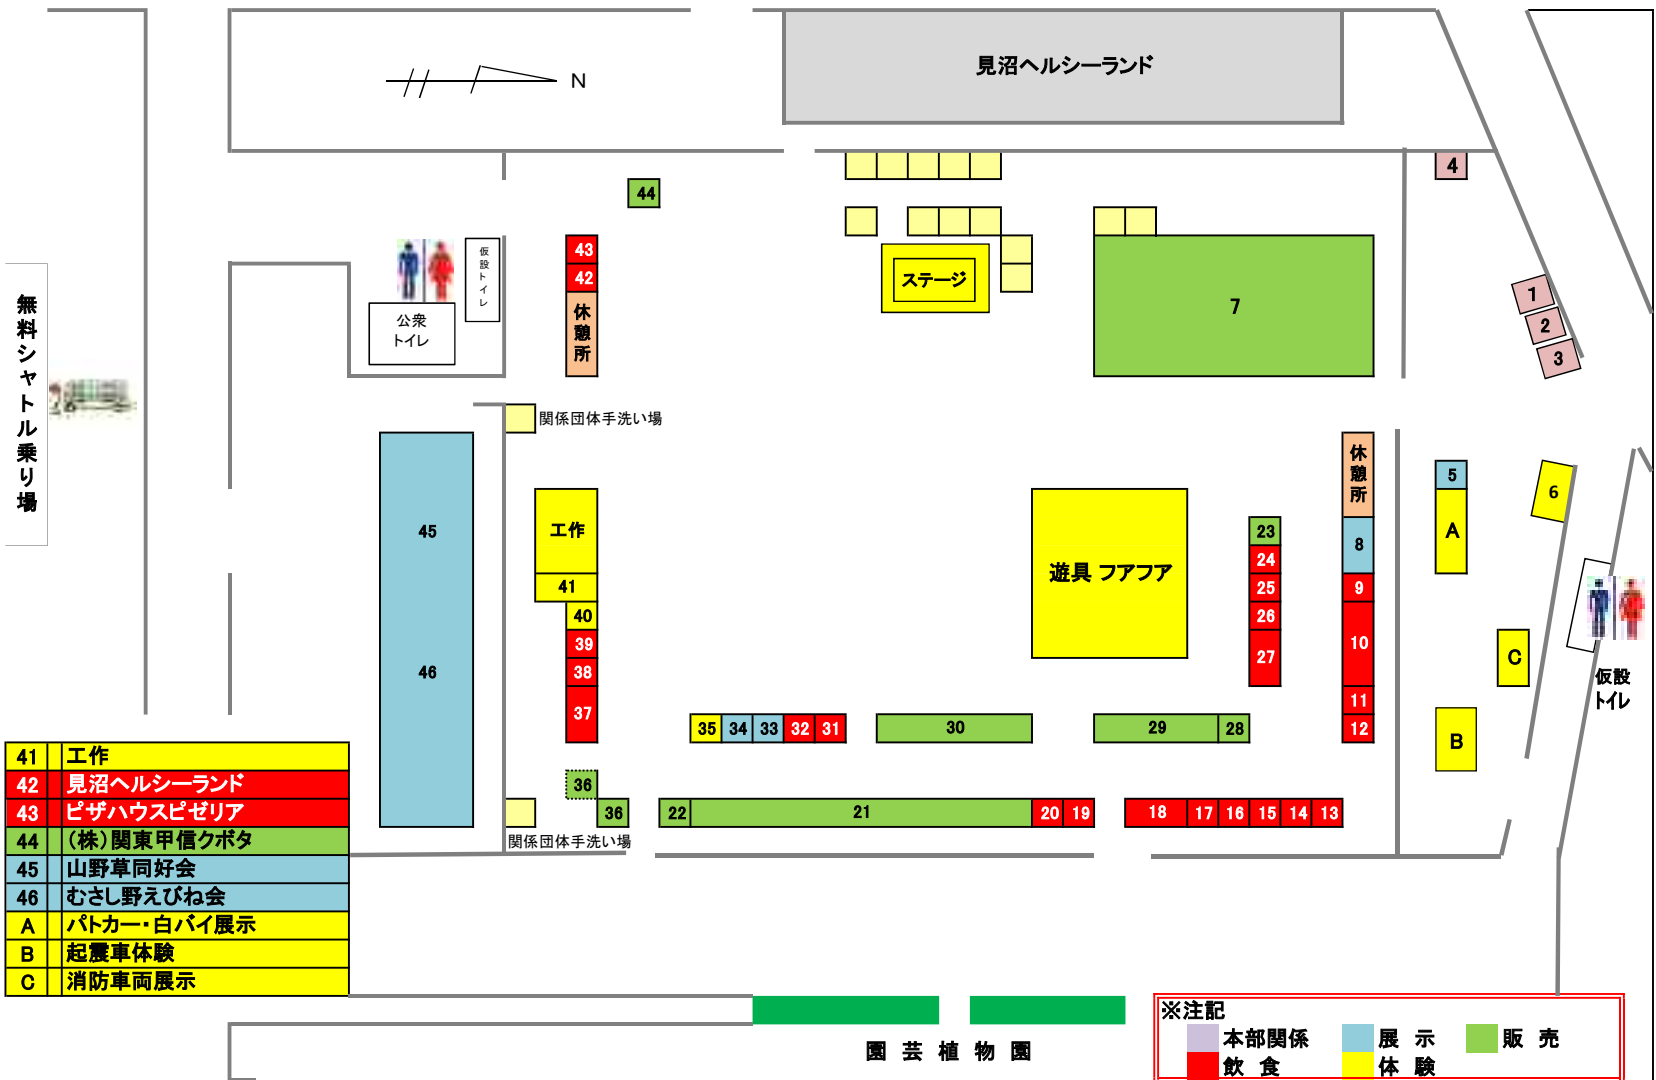 見沼ヘルシーランド
N
4
44
仮設トイレ
43
42
ステージ
7
1
2
3
無料シャトル乗り場
公衆
トイレ
休憩所
関係団体手洗い場
休憩所
5
6
45
工作
23
A
8
遊具 フアフア
24
41
25
9
40
26
39
10
46
38
27
C
仮設
トイレ
37
11
35
34
33
32
31
30
29
28
12
B
36
36
22
21
20
19
18
17
16
15
14
13
関係団体手洗い場
41 工作
42 見沼ヘルシーランド
43 ピザハウスピゼリア
44 (株)関東甲信クボタ
45 山野草同好会
46 むさし野えびね会
A パトカー・白バイ展示
B 起震車体験
C 消防車両展示
園芸植物園
※注記
本部関係 展示 販売
飲食 体験